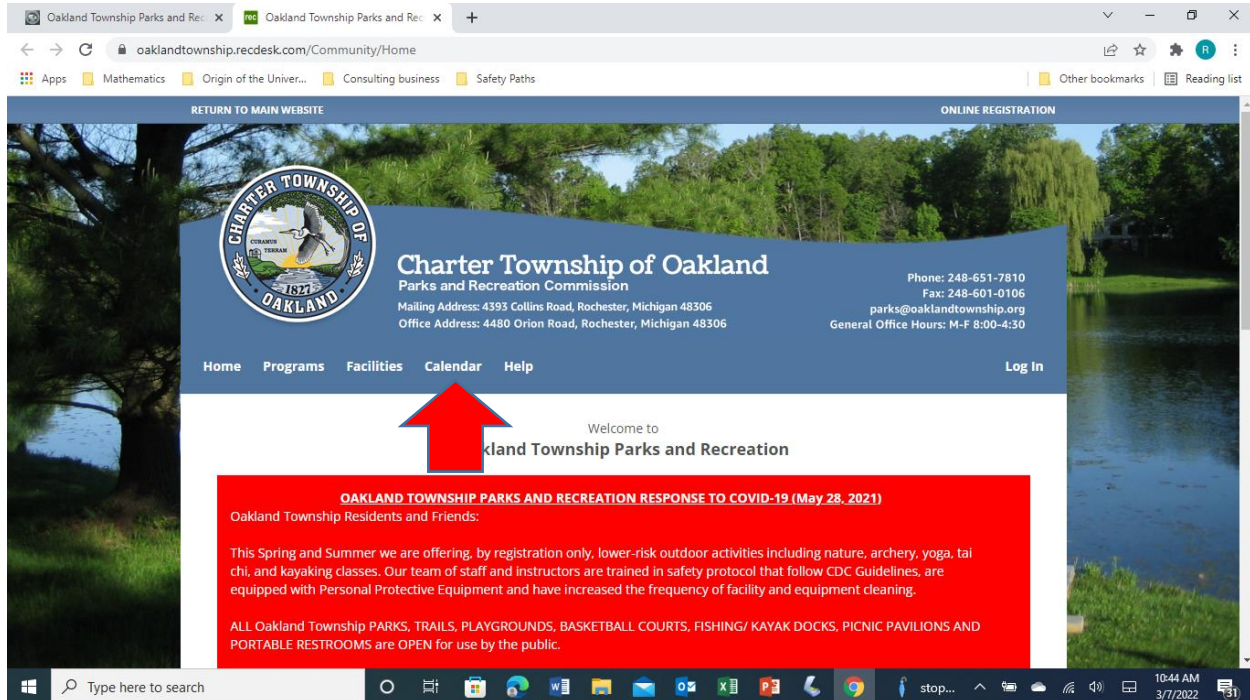 Oakland Township Parks and Rec
Oakland Township Parks and Rec
oaklandtownship.recdesk.com/Community/Home
R
Apps
Mathematics
Origin of the Univer...
Consulting business
Safety Paths
Other bookmarks
Reading list
RETURN TO MAIN WEBSITE
ONLINE REGISTRATION
CHARTER TOWNSHIP OF
OAKLAND
CURAMUS
TERRAM
1827
Charter Township of Oakland
Parks and Recreation Commission
Mailing Address: 4393 Collins Road, Rochester, Michigan 48306
Office Address: 4480 Orion Road, Rochester, Michigan 48306
Phone: 248-651-7810
Fax: 248-601-0106
parks@oaklandtownship.org
General Office Hours: M-F 8:00-4:30
Home Programs Facilities Calendar Help Log In
Welcome to
kland Township Parks and Recreation
OAKLAND TOWNSHIP PARKS AND RECREATION RESPONSE TO COVID-19 (May 28, 2021)
Oakland Township Residents and Friends:
This Spring and Summer we are offering, by registration only, lower-risk outdoor activities including nature, archery, yoga, tai
chi, and kayaking classes. Our team of staff and instructors are trained in safety protocol that follow CDC Guidelines, are
equipped with Personal Protective Equipment and have increased the frequency of facility and equipment cleaning.
ALL Oakland Township PARKS, TRAILS, PLAYGROUNDS, BASKETBALL COURTS, FISHING/ KAYAK DOCKS, PICNIC PAVILIONS AND
PORTABLE RESTROOMS are OPEN for use by the public.
Type here to search
stop...
10:44 AM
3/7/2022
31